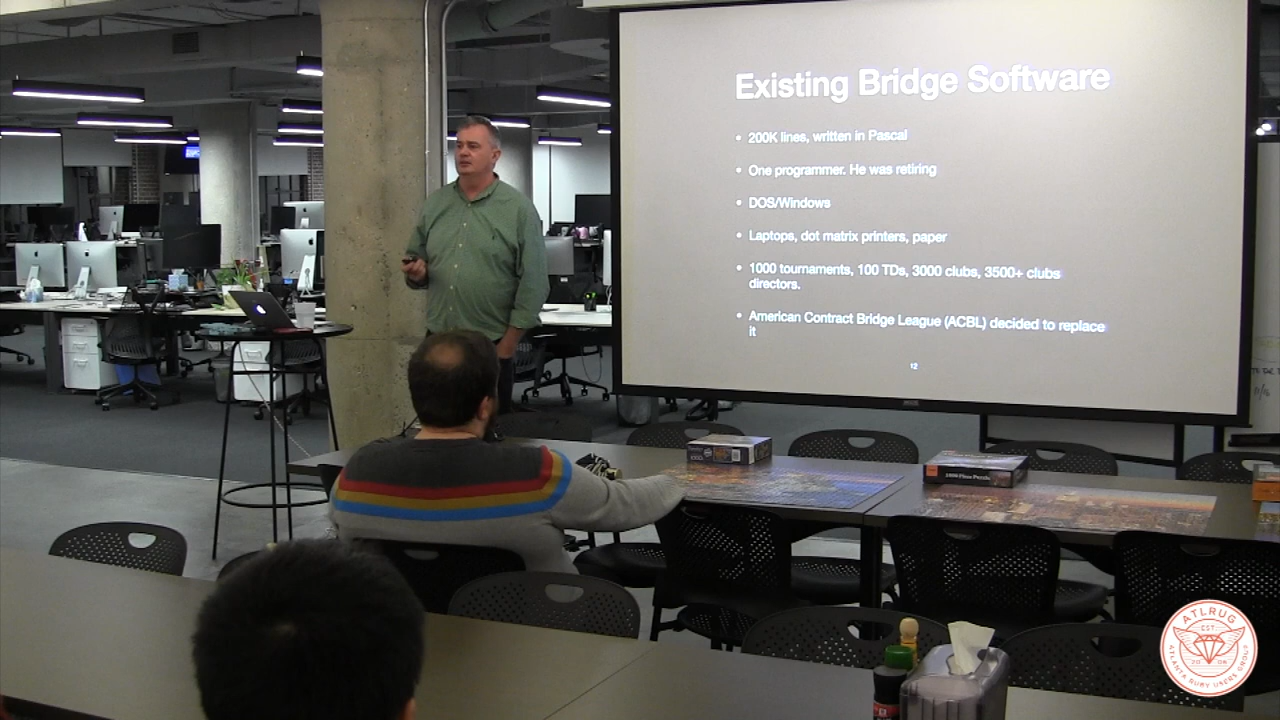 Existing Bridge Software
• 200K lines, written in Pascal
• One programmer. He was retiring
• DOS/Windows
• Laptops, dot matrix printers, paper
• 1000 tournaments, 100 TDs, 3000 clubs, 3500+ clubs
directors.
• American Contract Bridge League (ACBL) decided to replace
it
12
ATLRUG
EST
20 06
ATLANTA RUBY USERS GROUP